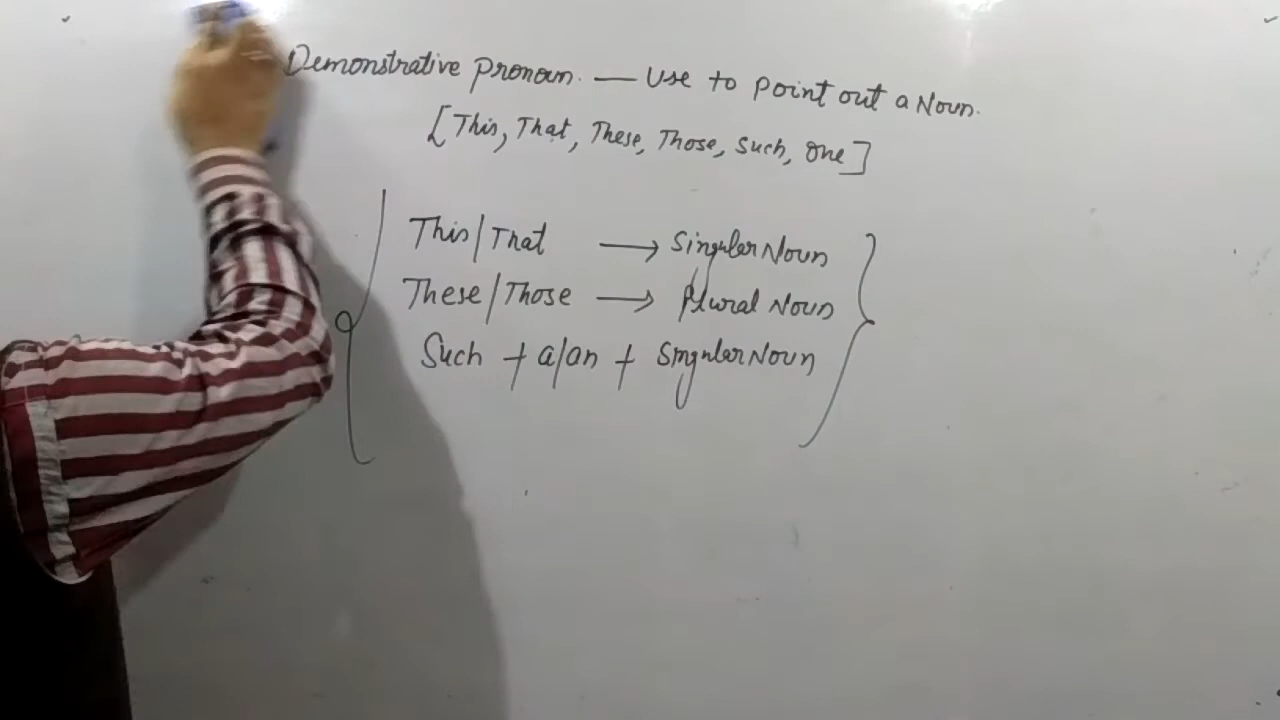 Demonstrative Pronoun. — Use to Point out a Noun.
[This, That, These, Those, Such, One]
This/That → Singular Noun
These/Those → Plural Noun
Such + a/an + Singular Noun